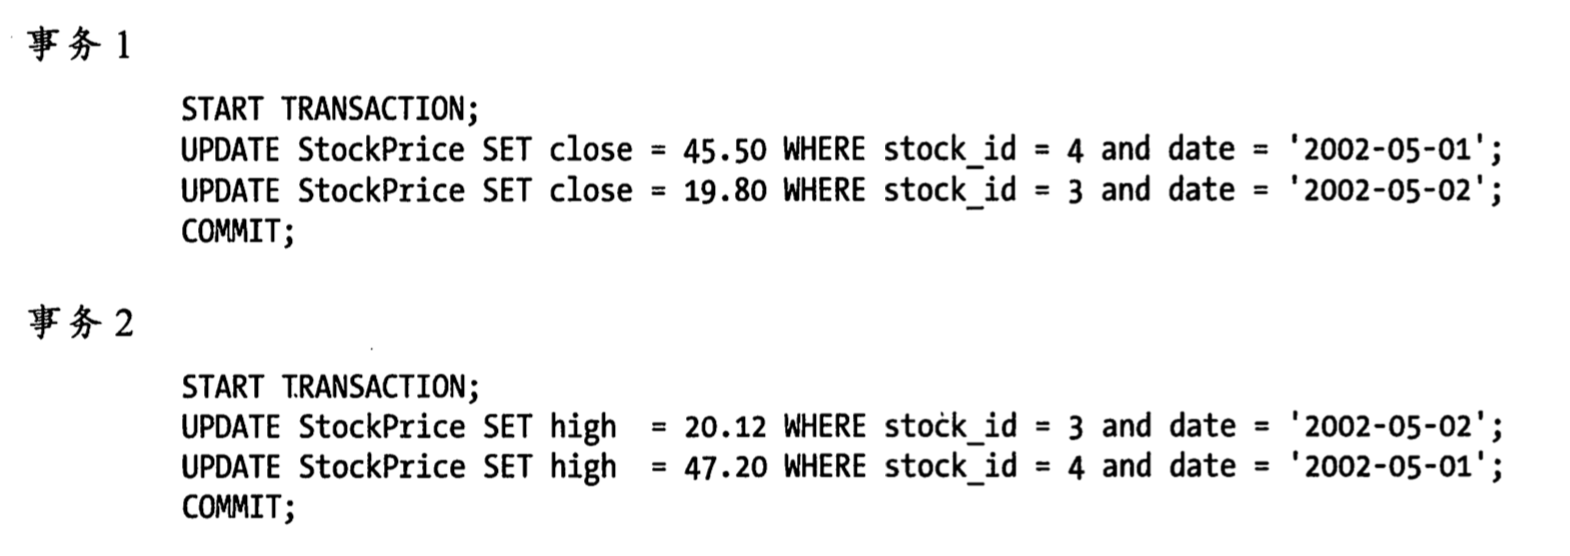 事务 1
START TRANSACTION;
UPDATE StockPrice SET close = 45.50 WHERE stock_id = 4 and date = '2002-05-01';
UPDATE StockPrice SET close = 19.80 WHERE stock_id = 3 and date = '2002-05-02';
COMMIT;
事务 2
START TRANSACTION;
UPDATE StockPrice SET high  = 20.12 WHERE stock_id = 3 and date = '2002-05-02';
UPDATE StockPrice SET high  = 47.20 WHERE stock_id = 4 and date = '2002-05-01';
COMMIT;